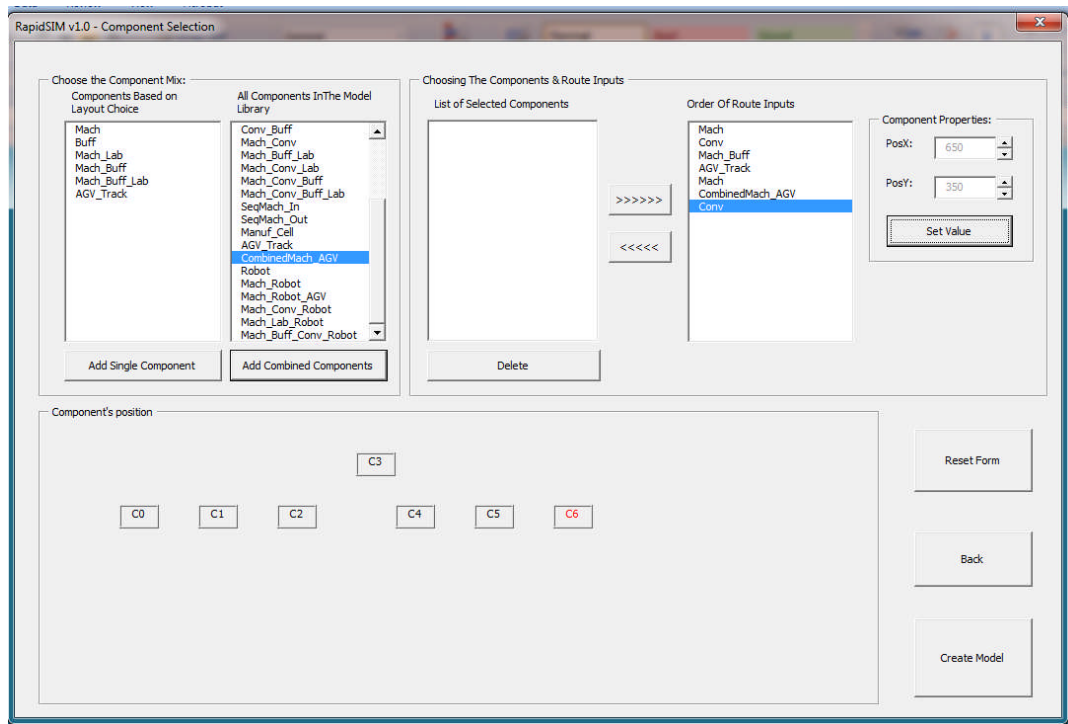 RapidSIM v1.0 - Component Selection
X
Choose the Component Mix:
Components Based on
Layout Choice
Mach
Buff
Mach_Lab
Mach_Buff
Mach_Buff_Lab
AGV_Track
Add Single Component
All Components InThe Model
Library
Conv_Buff
Mach_Conv
Mach_Buff_Lab
Mach_Conv_Lab
Mach_Conv_Buff
Mach_Conv_Buff_Lab
SeqMach_In
SeqMach_Out
Manuf_Cell
AGV_Track
CombinedMach_AGV
Robot
Mach_Robot
Mach_Robot_AGV
Mach_Conv_Robot
Mach_Lab_Robot
Mach_Buff_Conv_Robot
Add Combined Components
Choosing The Components & Route Inputs
List of Selected Components
Delete
>>>>>>
<<<<<
Order Of Route Inputs
Mach
Conv
Mach_Buff
AGV_Track
Mach
CombinedMach_AGV
Conv
Component Properties:
PosX: 650
PosY: 350
Set Value
Component's position
C3
C0 C1 C2 C4 C5 C6
Reset Form
Back
Create Model